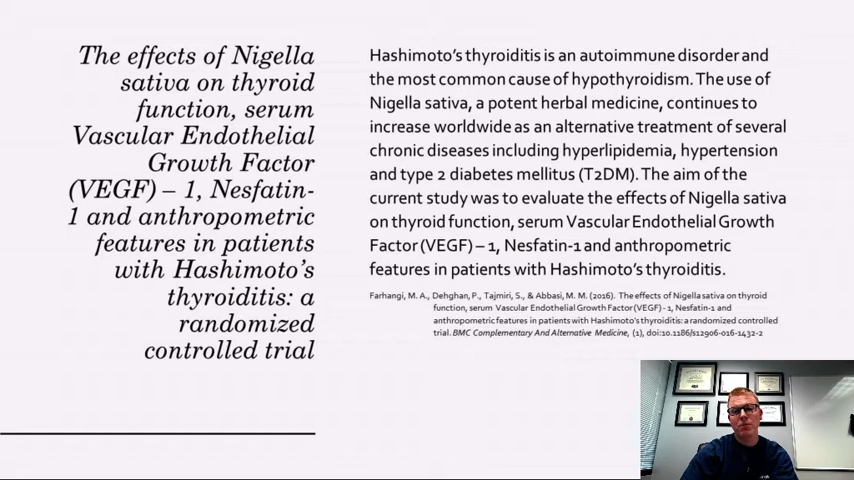 The effects of Nigella
sativa on thyroid
function, serum
Vascular Endothelial
Growth Factor
(VEGF) – 1, Nesfatin-
1 and anthropometric
features in patients
with Hashimoto's
thyroiditis: a
randomized
controlled trial
Hashimoto's thyroiditis is an autoimmune disorder and
the most common cause of hypothyroidism. The use of
Nigella sativa, a potent herbal medicine, continues to
increase worldwide as an alternative treatment of several
chronic diseases including hyperlipidemia, hypertension
and type 2 diabetes mellitus (T2DM). The aim of the
current study was to evaluate the effects of Nigella sativa
on thyroid function, serum Vascular Endothelial Growth
Factor (VEGF) – 1, Nesfatin-1 and anthropometric
features in patients with Hashimoto's thyroiditis.
Farhangi, M. A., Dehghan, P., Tajmiri, S., & Abbasi, M. M. (2016). The effects of Nigella sativa on thyroid
function, serum Vascular Endothelial Growth Factor (VEGF) - 1, Nesfatin-1 and
anthropometric features in patients with Hashimoto's thyroiditis: a randomized controlled
trial. BMC Complementary And Alternative Medicine, (1), doi:10.1186/s12906-016-1432-2